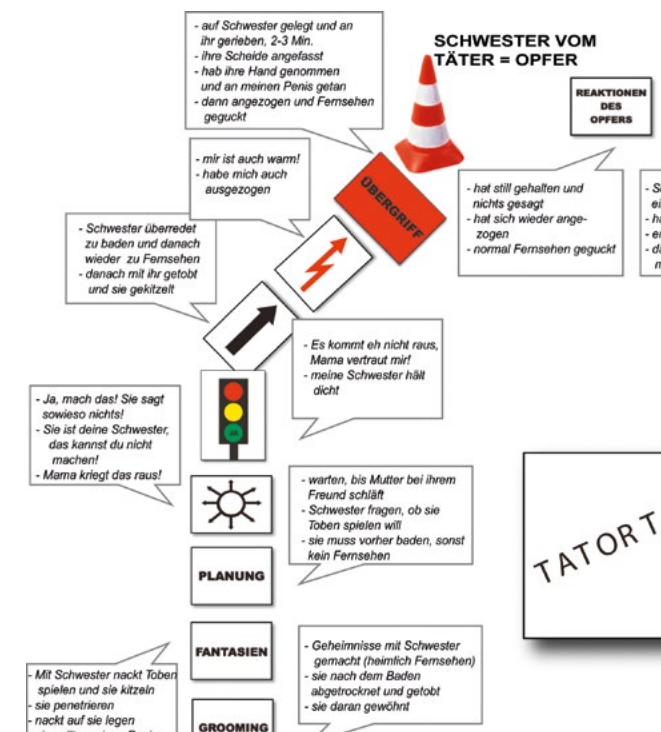 - auf Schwester gelegt und an
ihr gerieben, 2-3 Min.
- ihre Scheide angefasst
- hab ihre Hand genommen
und an meinen Penis getan
- dann angezogen und Fernsehen
geguckt
SCHWESTER VOM
TÄTER = OPFER
REAKTIONEN
DES
OPFERS
- mir ist auch warm!
- habe mich auch
ausgezogen
ÜBERGRIFF
- hat still gehalten und
nichts gesagt
- hat sich wieder ange-
zogen
- normal Fernsehen geguckt
- Schwester überredet
zu baden und danach
wieder zu Fernsehen
- danach mit ihr getobt
und sie gekitzelt
- Es kommt eh nicht raus,
Mama vertraut mir!
- meine Schwester hält
dicht
- Ja, mach das! Sie sagt
sowieso nichts!
- Sie ist deine Schwester,
das kannst du nicht
machen!
- Mama kriegt das raus!
- warten, bis Mutter bei ihrem
Freund schläft
- Schwester fragen, ob sie
Toben spielen will
- sie muss vorher baden, sonst
kein Fernsehen
TATORT
PLANUNG
FANTASIEN
- Geheimnisse mit Schwester
gemacht (heimlich Fernsehen)
- sie nach dem Baden
abgetrocknet und getobt
- sie daran gewöhnt
- Mit Schwester nackt Toben
spielen und sie kitzeln
- sie penetrieren
- nackt auf sie legen
GROOMING